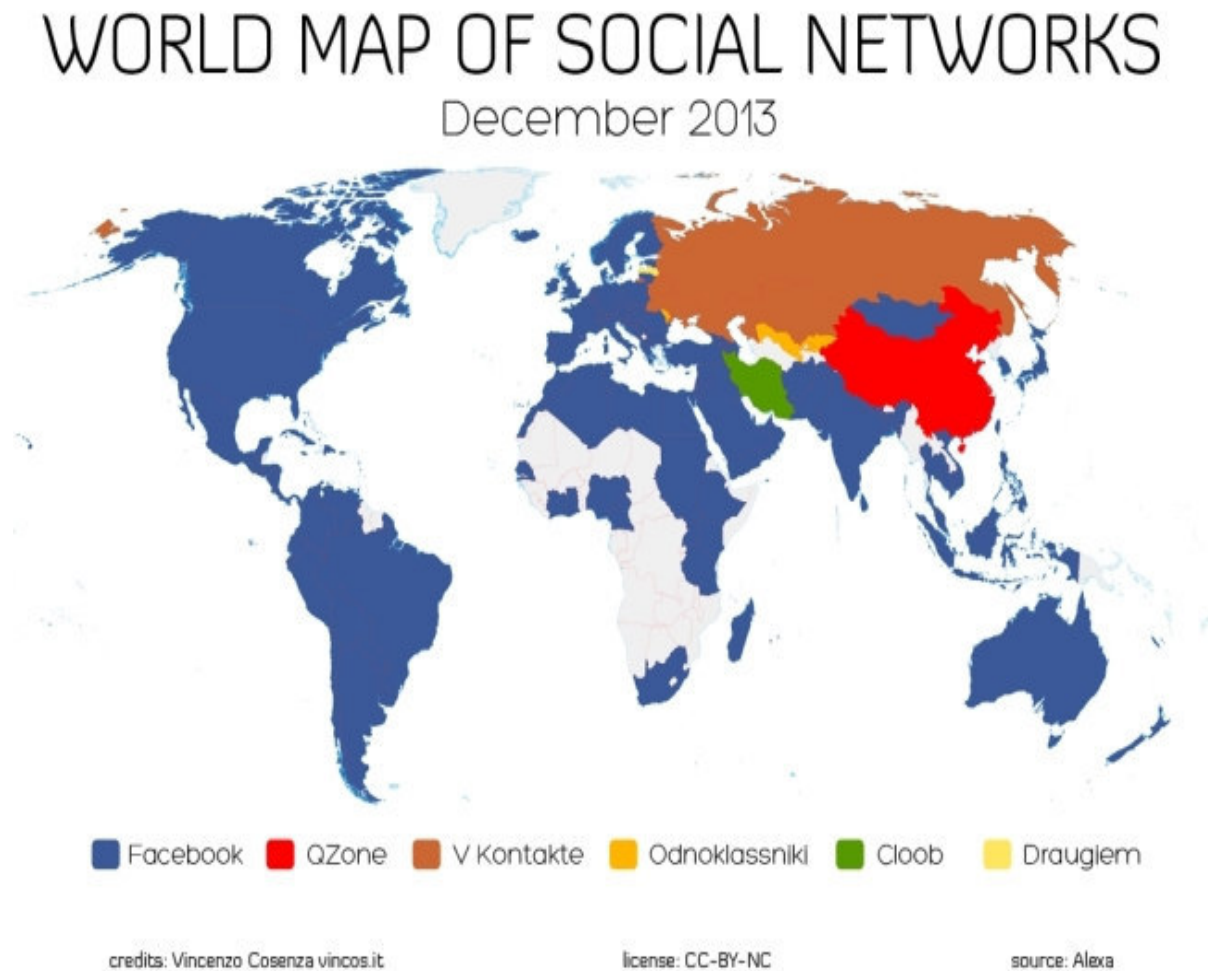 WORLD MAP OF SOCIAL NETWORKS
December 2013
Facebook QZone V Kontakte Odnoklassniki Cloob Draugiem
credits: Vincenzo Cosenza vincos.it license: CC-BY-NC source: Alexa